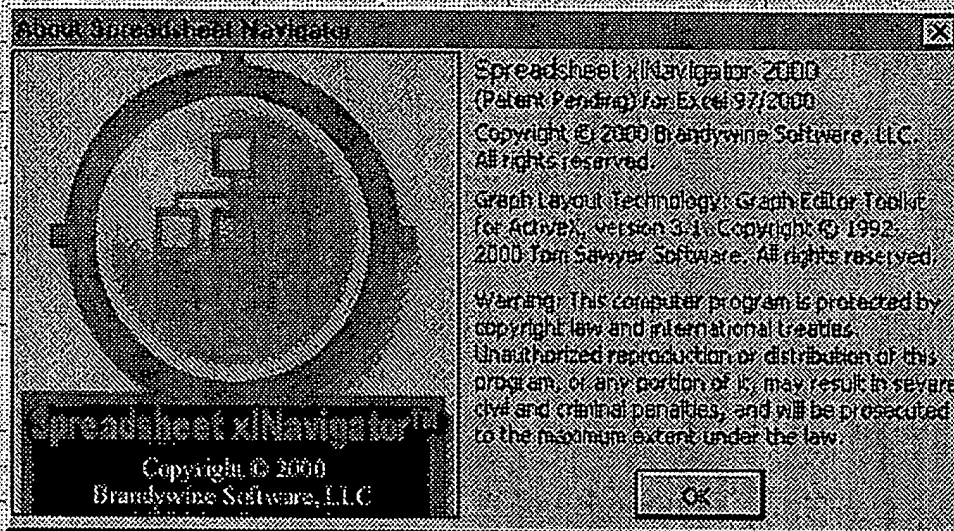 About Spreadsheet Navigator
Spreadsheet xlNavigator 2000
(Patent Pending) for Excel 97/2000
Copyright © 2000 Brandywine Software, LLC.
All rights reserved.
Graph Layout Technology: Graph Editor Toolkit
for ActiveX, version 3.1. Copyright © 1992-
2000 Tom Sawyer Software. All rights reserved.
Warning: This computer program is protected by
copyright law and international treaties.
Unauthorized reproduction or distribution of this
program, or any portion of it, may result in severe
civil and criminal penalties, and will be prosecuted
to the maximum extent under the law.
OK
Spreadsheet xlNavigator™
Copyright © 2000
Brandywine Software, LLC